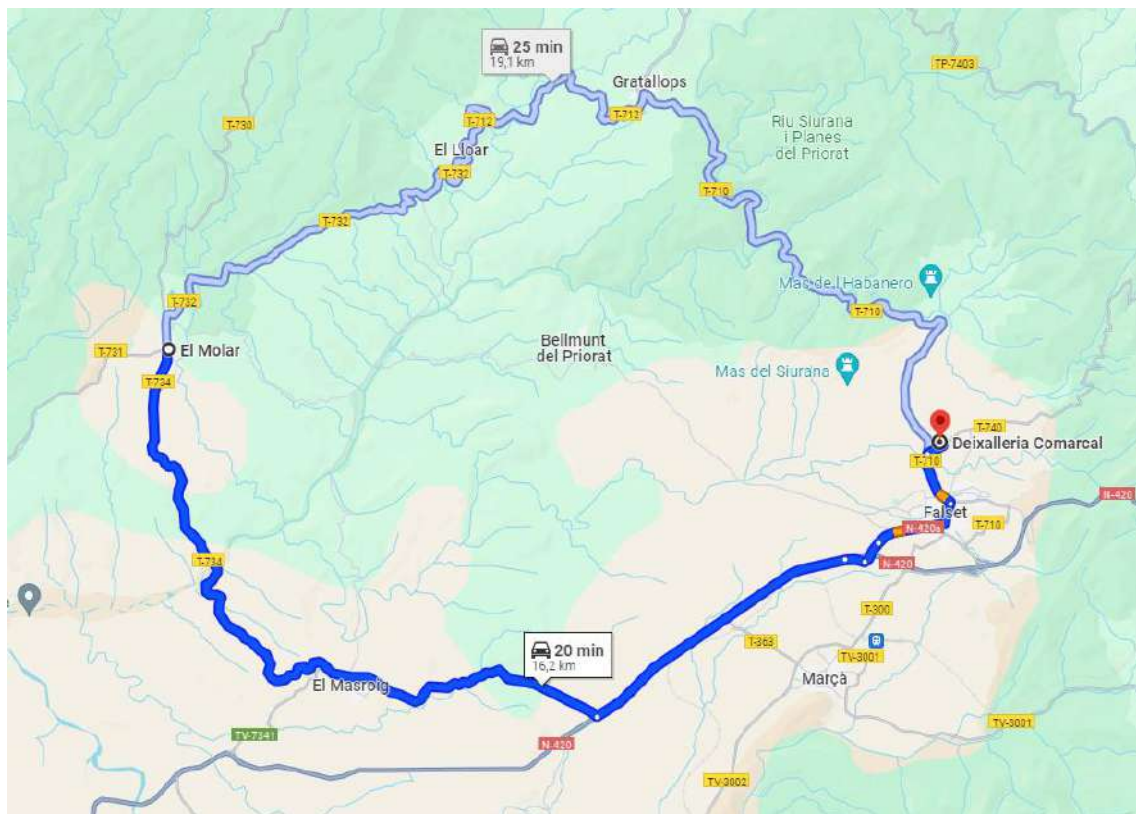 25 min
19,1 km
Gratallops
TP-7403
T-730
T-712
T-712
Riu Siurana
i Planes
del Priorat
El Lloar
T-732
T-710
T-732
Mas de l'Habanero
T-732
T-710
Bellmunt
del Priorat
El Molar
T-731
Mas del Siurana
T-734
T-740
Deixalleria Comarcal
T-710
N-420
Falset
N-420a
T-710
T-734
N-420
T-300
20 min
16,2 km
T-363
TV-3001
El Masroig
Marçà
TV-3001
TV-7341
N-420
TV-3002